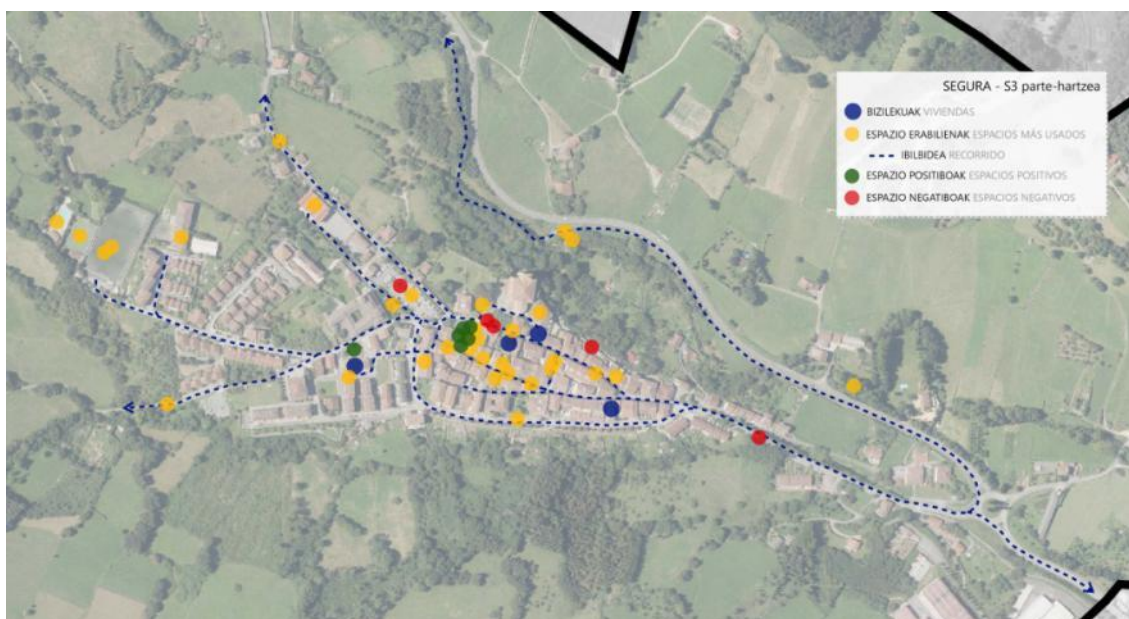 SEGURA - S3 parte-hartzea
BIZILEKUAK VIVIENDAS
ESPAZIO ERABILIENAK ESPACIOS MÁS USADOS
IBILBIDEA RECORRIDO
ESPAZIO POSITIBOAK ESPACIOS POSITIVOS
ESPAZIO NEGATIBOAK ESPACIOS NEGATIVOS